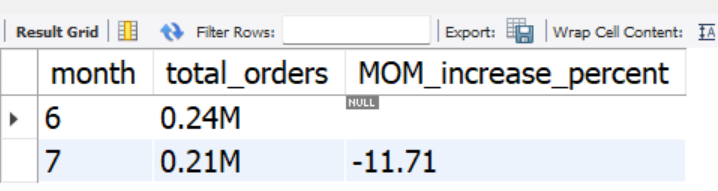 Result Grid Filter Rows: Export: Wrap Cell Content: IA
month total_orders MOM_increase_percent
6 0.24M NULL
7 0.21M -11.71